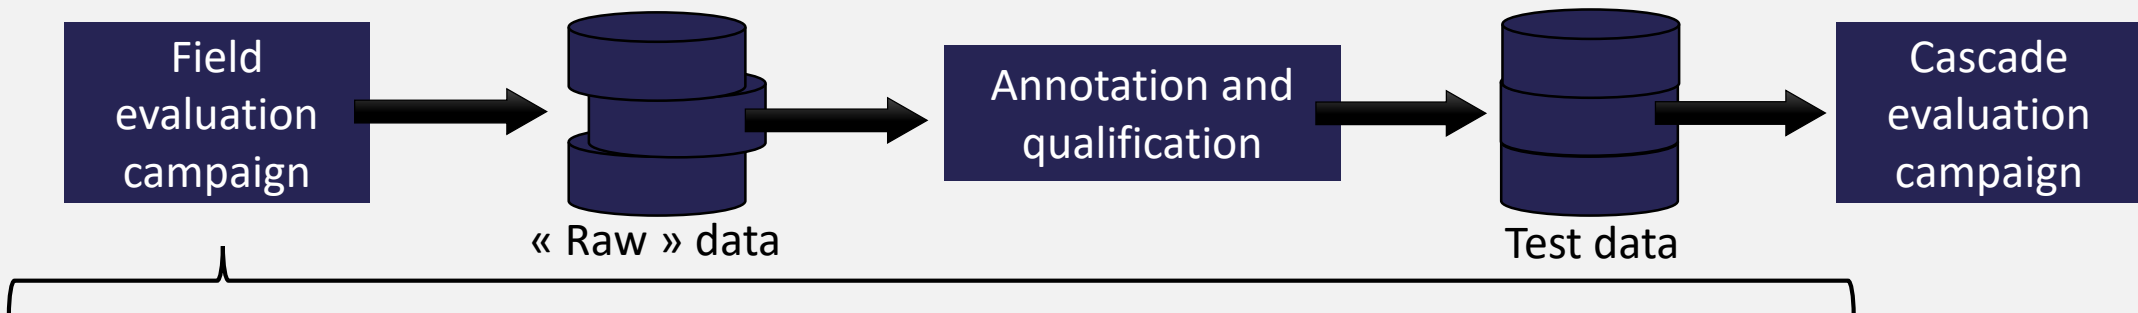 Field
evaluation
campaign
« Raw » data
Annotation and
qualification
Test data
Cascade
evaluation
campaign